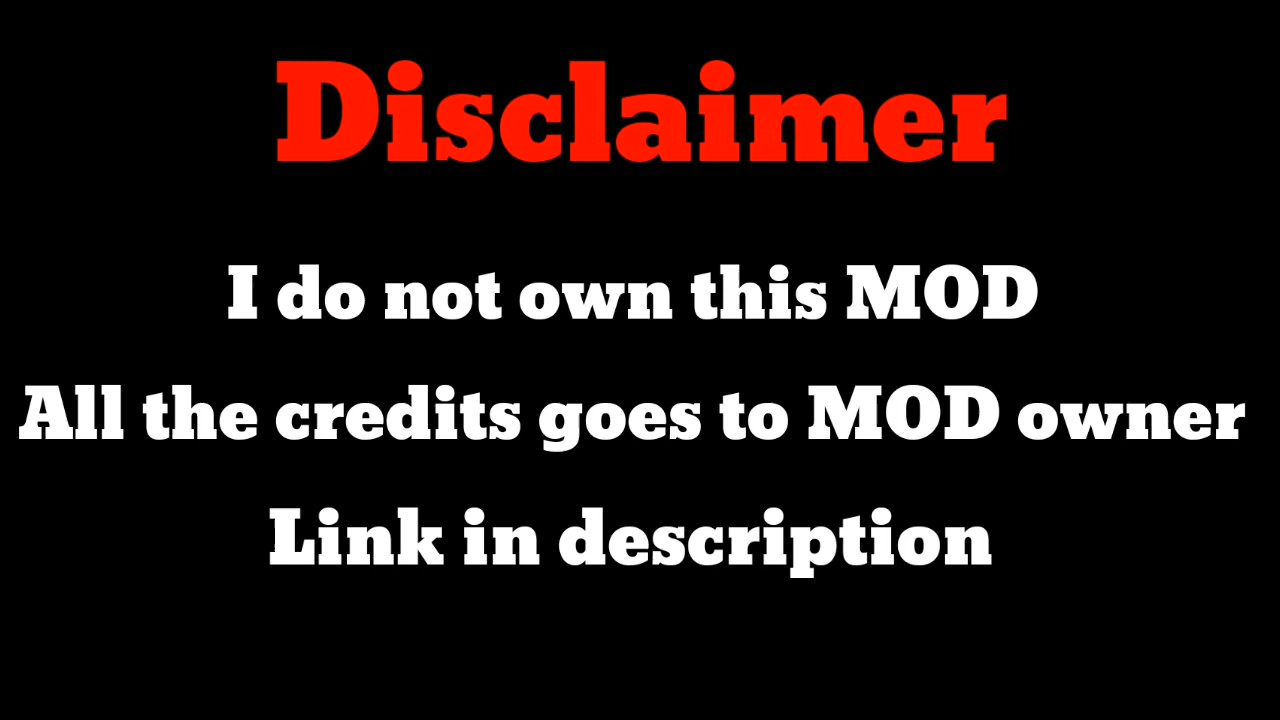 Disclaimer
I do not own this MOD
All the credits goes to MOD owner
Link in description